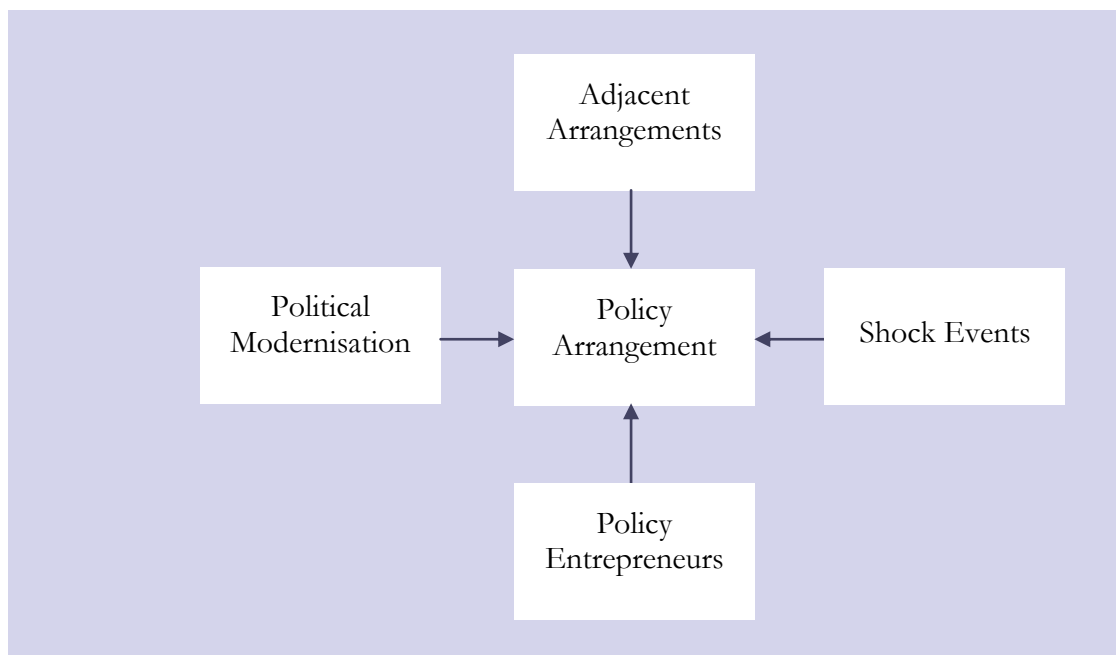 Adjacent
Arrangements
Political
Modernisation
Policy
Arrangement
Shock Events
Policy
Entrepreneurs